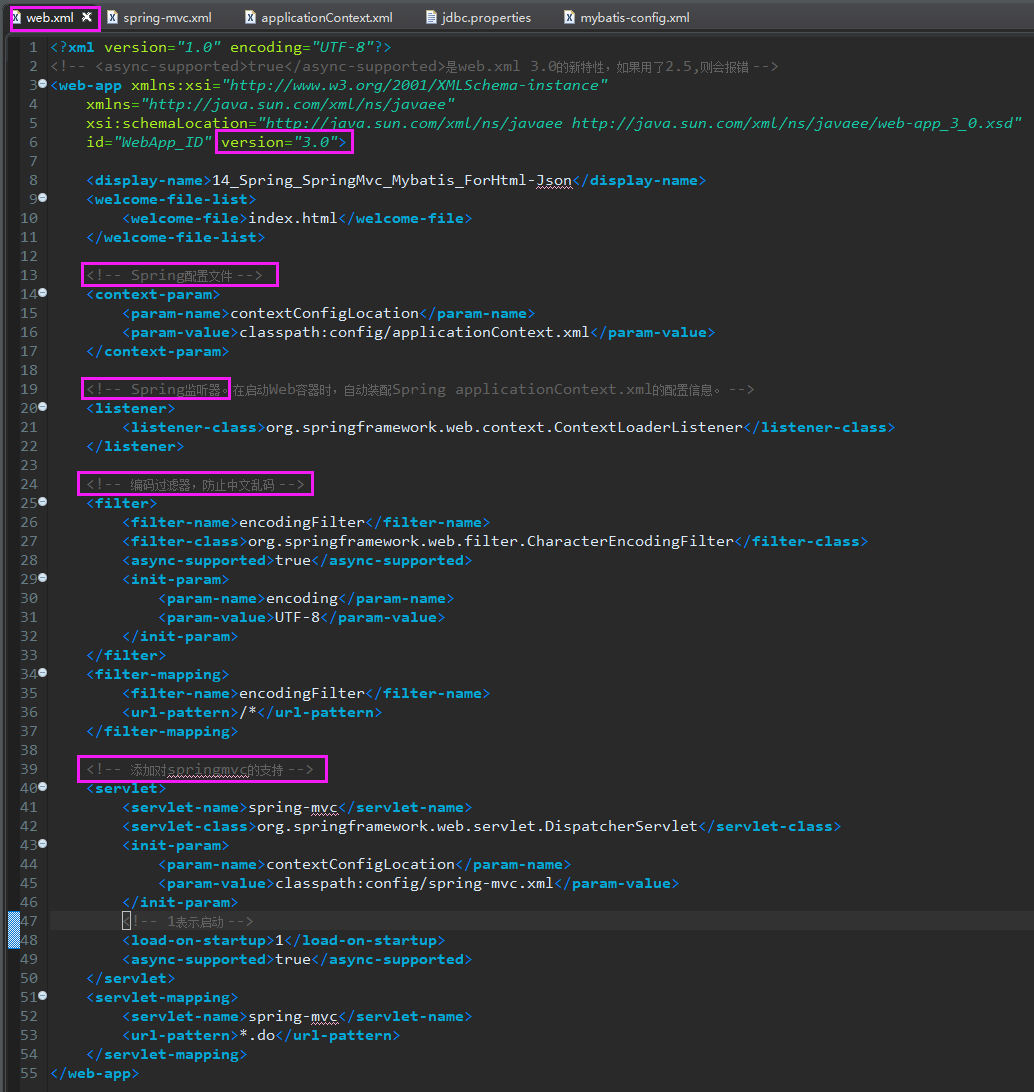 web.xml spring-mvc.xml applicationContext.xml jdbc.properties mybatis-config.xml
1 <?xml version="1.0" encoding="UTF-8"?>
2 <!-- <async-supported>true</async-supported>是web.xml 3.0的新特性，如果用了2.5,则会报错 -->
3 <web-app xmlns:xsi="http://www.w3.org/2001/XMLSchema-instance"
4 xmlns="http://java.sun.com/xml/ns/javaee"
5 xsi:schemaLocation="http://java.sun.com/xml/ns/javaee http://java.sun.com/xml/ns/javaee/web-app_3_0.xsd"
6 id="WebApp_ID" version="3.0">
7
8 <display-name>14_Spring_SpringMvc_Mybatis_ForHtml-Json</display-name>
9 <welcome-file-list>
10 <welcome-file>index.html</welcome-file>
11 </welcome-file-list>
12
13 <!-- Spring配置文件 -->
14 <context-param>
15 <param-name>contextConfigLocation</param-name>
16 <param-value>classpath:config/applicationContext.xml</param-value>
17 </context-param>
18
19 <!-- Spring监听器。在启动Web容器时，自动装配Spring applicationContext.xml的配置信息。-->
20 <listener>
21 <listener-class>org.springframework.web.context.ContextLoaderListener</listener-class>
22 </listener>
23
24 <!-- 编码过滤器，防止中文乱码 -->
25 <filter>
26 <filter-name>encodingFilter</filter-name>
27 <filter-class>org.springframework.web.filter.CharacterEncodingFilter</filter-class>
28 <async-supported>true</async-supported>
29 <init-param>
30 <param-name>encoding</param-name>
31 <param-value>UTF-8</param-value>
32 </init-param>
33 </filter>
34 <filter-mapping>
35 <filter-name>encodingFilter</filter-name>
36 <url-pattern>/*</url-pattern>
37 </filter-mapping>
38
39 <!-- 添加对springmvc的支持 -->
40 <servlet>
41 <servlet-name>spring-mvc</servlet-name>
42 <servlet-class>org.springframework.web.servlet.DispatcherServlet</servlet-class>
43 <init-param>
44 <param-name>contextConfigLocation</param-name>
45 <param-value>classpath:config/spring-mvc.xml</param-value>
46 </init-param>
47 <!-- 1表示启动 -->
48 <load-on-startup>1</load-on-startup>
49 <async-supported>true</async-supported>
50 </servlet>
51 <servlet-mapping>
52 <servlet-name>spring-mvc</servlet-name>
53 <url-pattern>*.do</url-pattern>
54 </servlet-mapping>
55 </web-app>